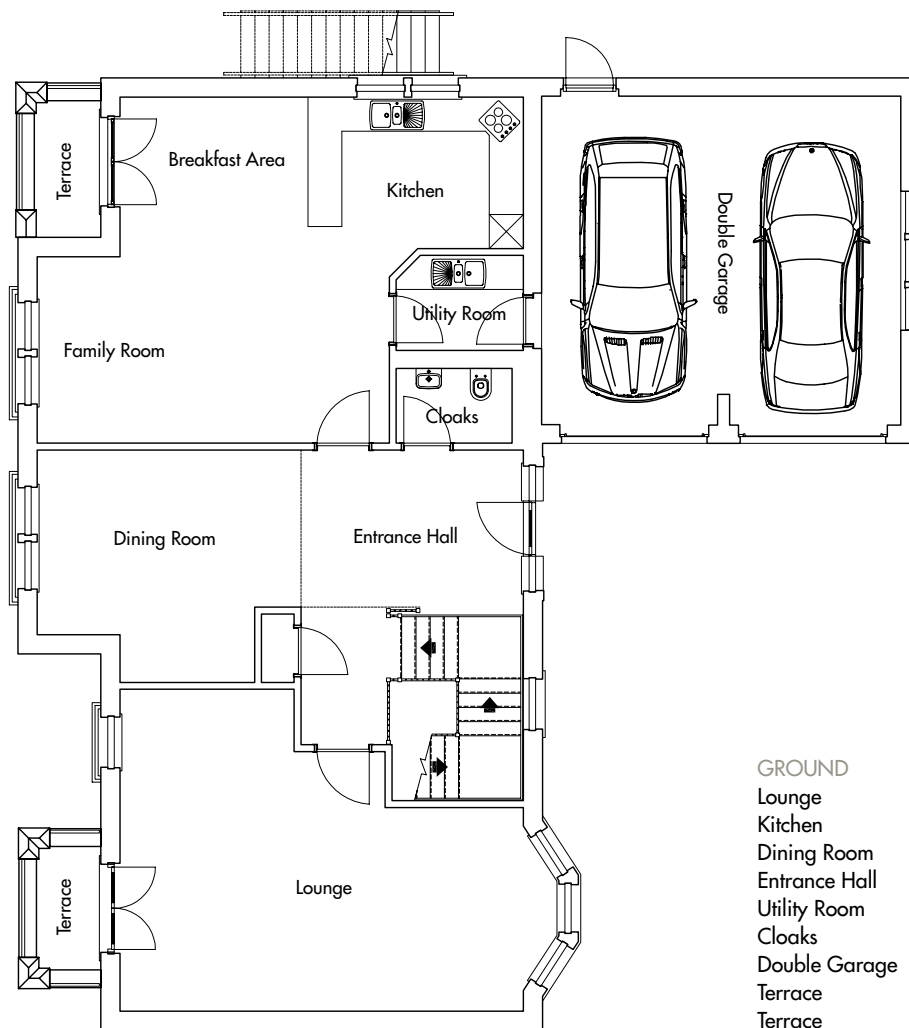 Breakfast Area
Terrace
Kitchen
Double Garage
Utility Room
Family Room
Cloaks
Dining Room
Entrance Hall
Lounge
Terrace
GROUND
Lounge
Kitchen
Dining Room
Entrance Hall
Utility Room
Cloaks
Double Garage
Terrace
Terrace